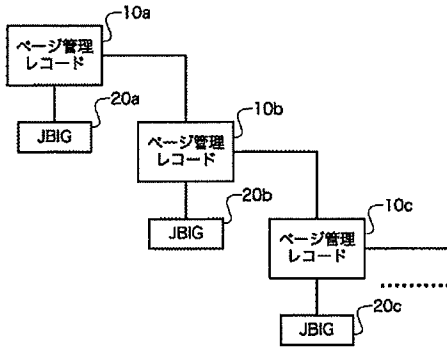 10a
ページ管理
レコード
20a
JBIG
10b
ページ管理
レコード
20b
JBIG
10c
ページ管理
レコード
20c
JBIG